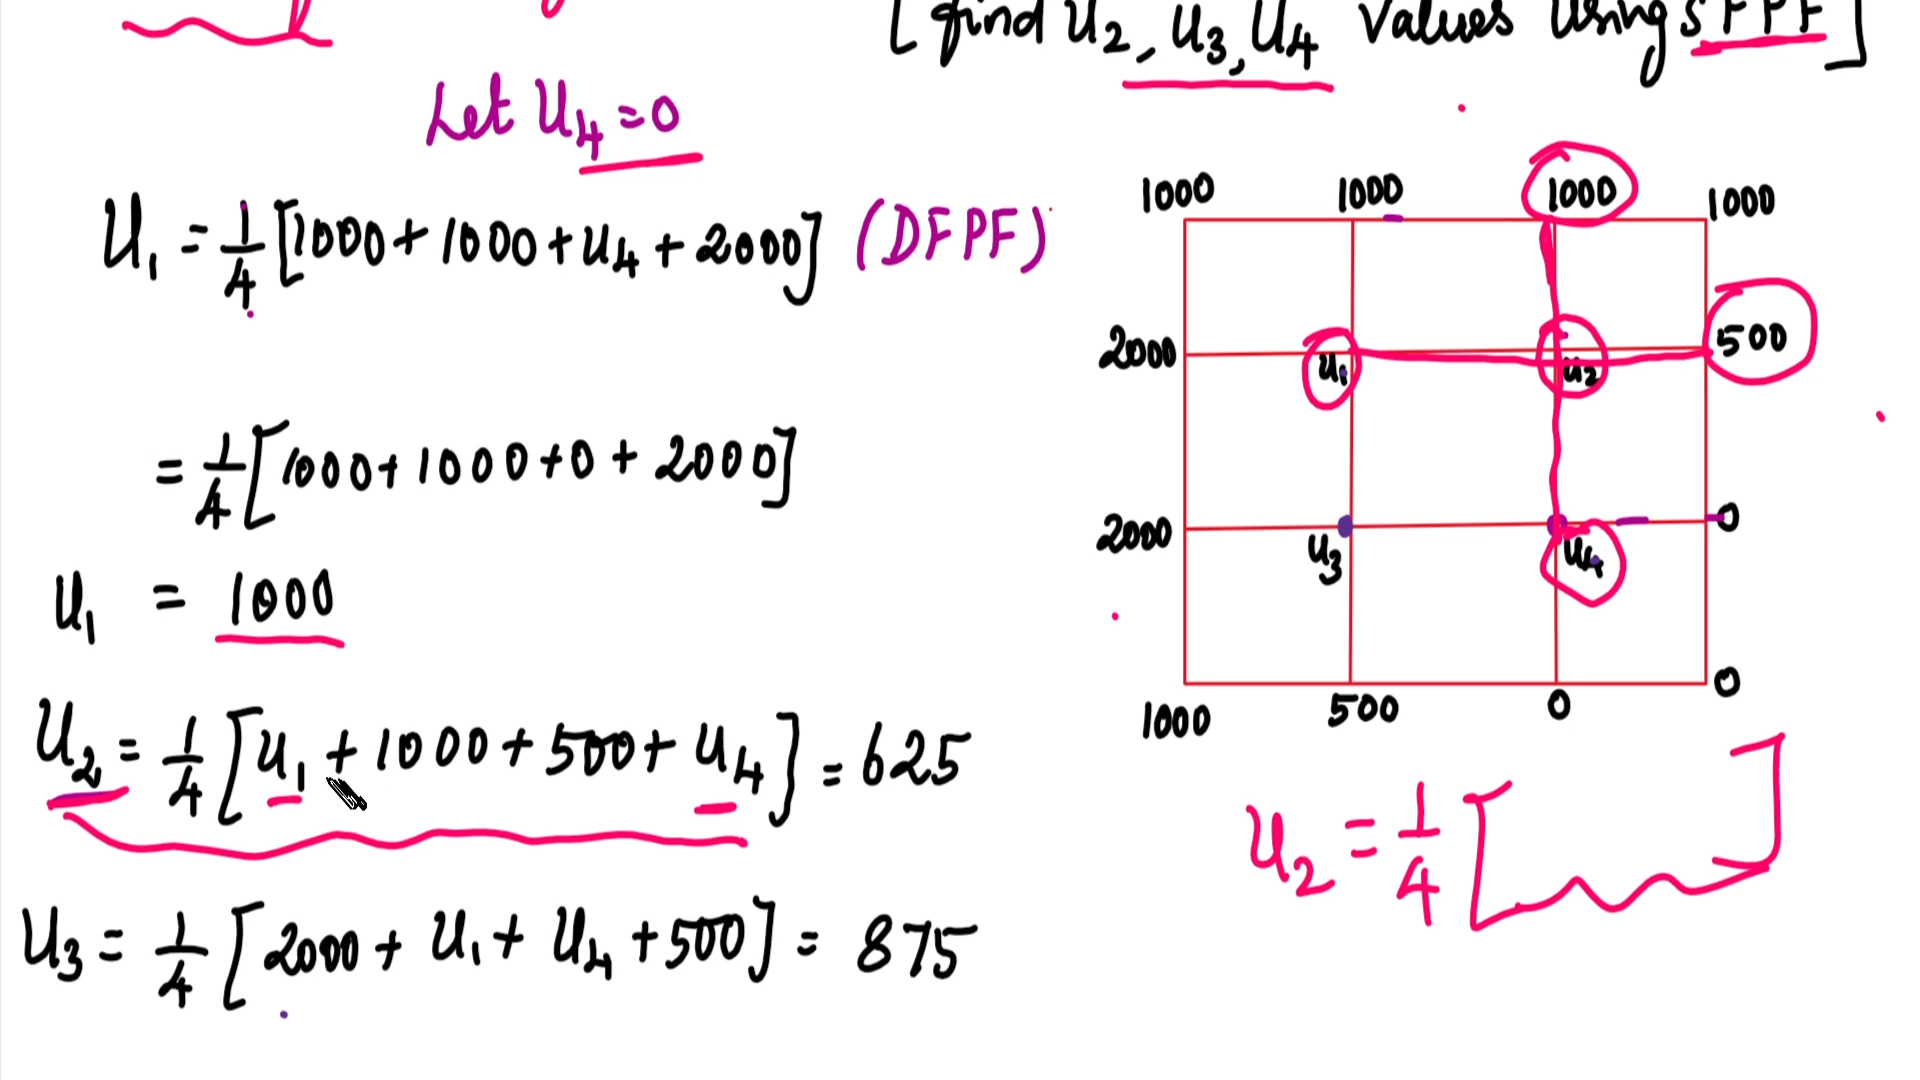 [find U2, U3, U4 values using SFPF]
Let U4 = 0
U1 = 1/4 [1000 + 1000 + U4 + 2000] (DFPF)
= 1/4 [1000 + 1000 + 0 + 2000]
U1 = 1000
U2 = 1/4 [U1 + 1000 + 500 + U4] = 625
U3 = 1/4 [2000 + U1 + U4 + 500] = 875
1000 1000 1000 1000
2000 U1 U2 500
2000 U3 U4 0
1000 500 0 0
U2 = 1/4 [ ]